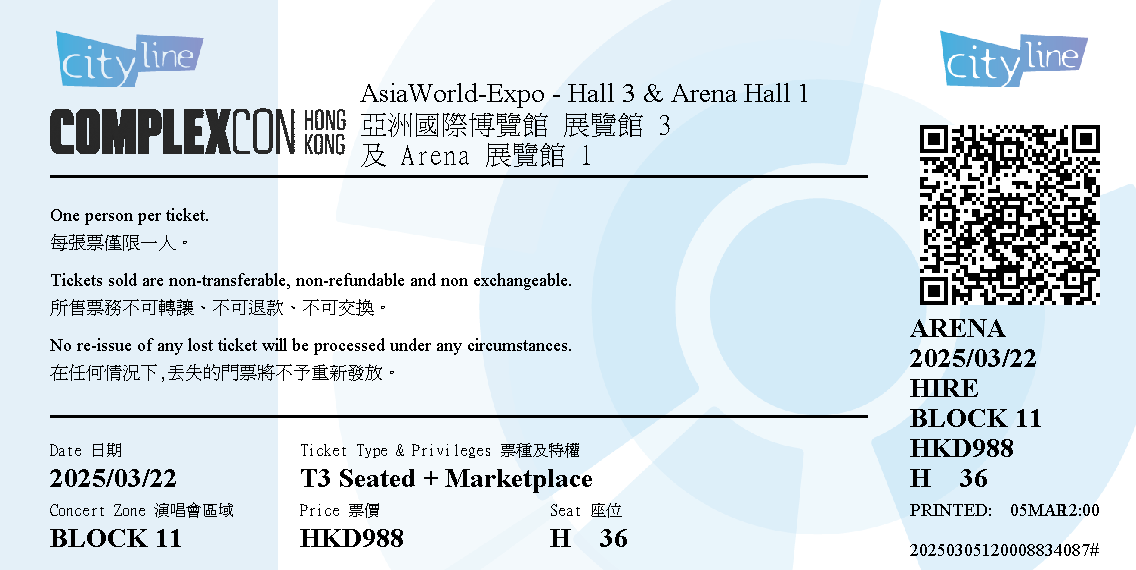 city line
COMPLEXCON HONG KONG
AsiaWorld-Expo - Hall 3 & Arena Hall 1
亞洲國際博覽館 展覽館 3
及 Arena 展覽館 1
One person per ticket.
每張票僅限一人。
Tickets sold are non-transferable, non-refundable and non exchangeable.
所售票務不可轉讓、不可退款、不可交換。
No re-issue of any lost ticket will be processed under any circumstances.
在任何情況下,丟失的門票將不予重新發放。
Date 日期
2025/03/22
Ticket Type & Privileges 票種及特權
T3 Seated + Marketplace
Concert Zone 演唱會區域
BLOCK 11
Price 票價
HKD988
Seat 座位
H 36
city line
ARENA
2025/03/22
HIRE
BLOCK 11
HKD988
H 36
PRINTED: 05MAR12:00
20250305120008834087#